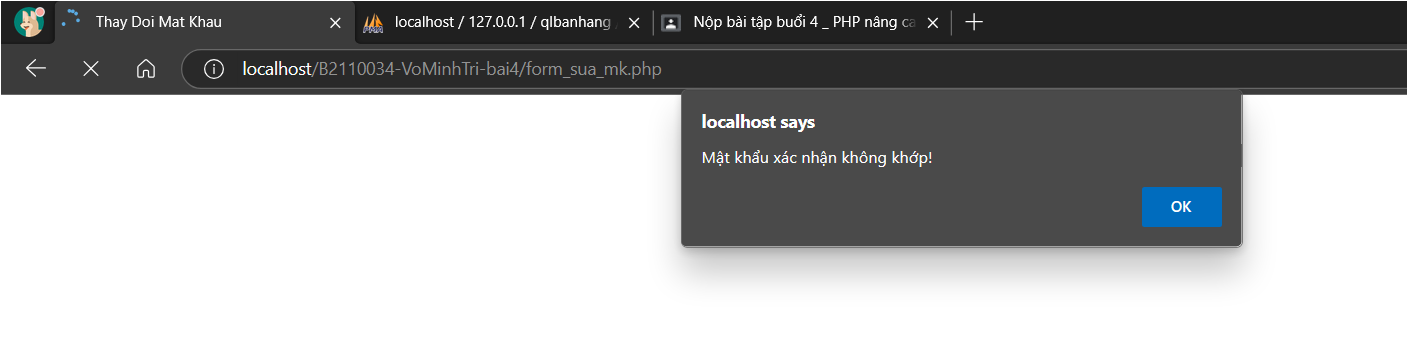 Thay Doi Mat Khau
localhost / 127.0.0.1 / qlbanhang
Nộp bài tập buổi 4 _ PHP nâng ca
localhost/B2110034-VoMinhTri-bai4/form_sua_mk.php
localhost says
Mật khẩu xác nhận không khớp!
OK